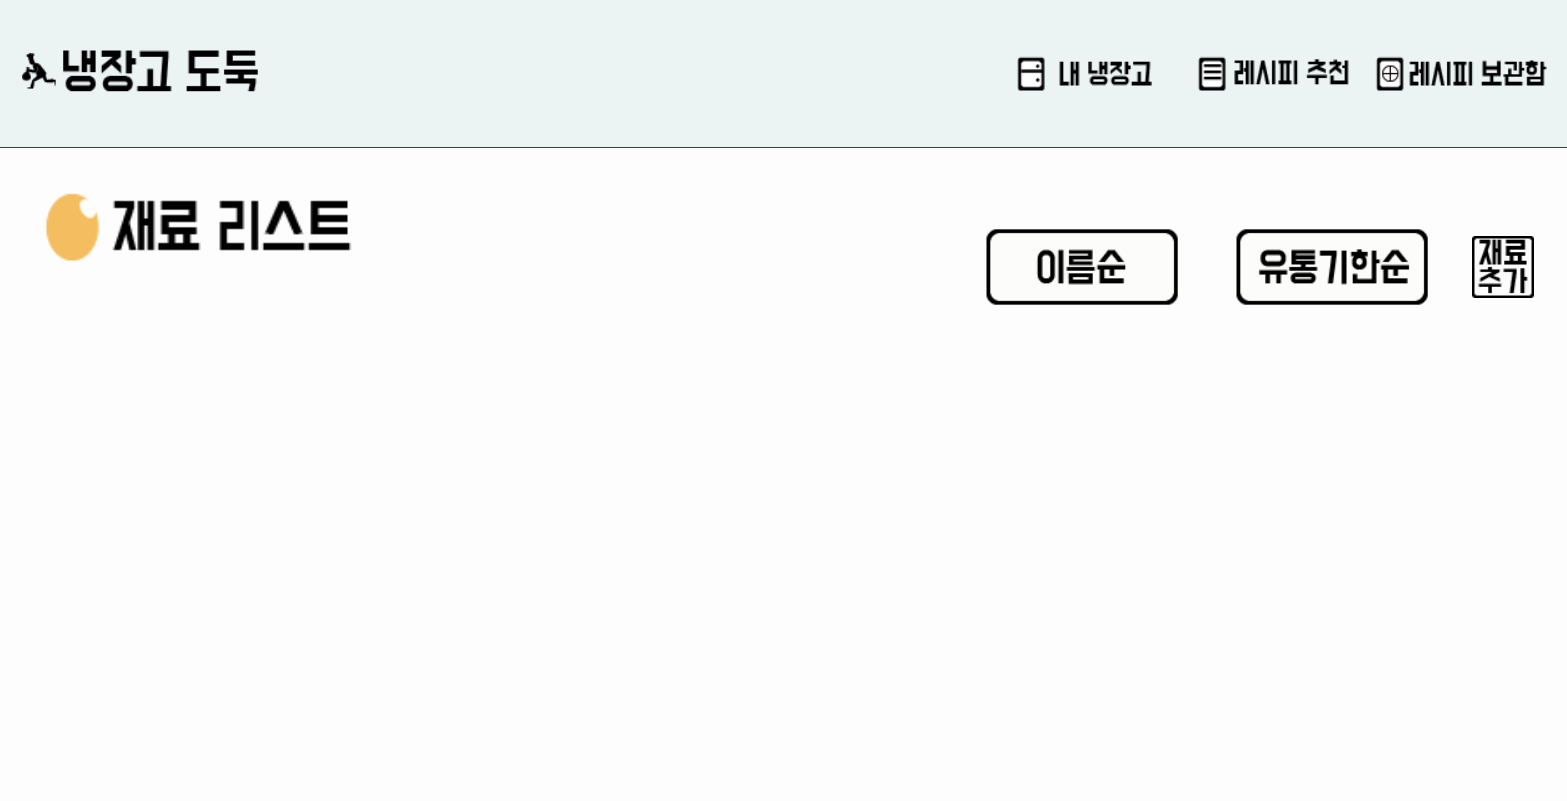 냉장고 도둑
내 냉장고
레시피 추천
레시피 보관함
재료 리스트
이름순
유통기한순
재료
추가